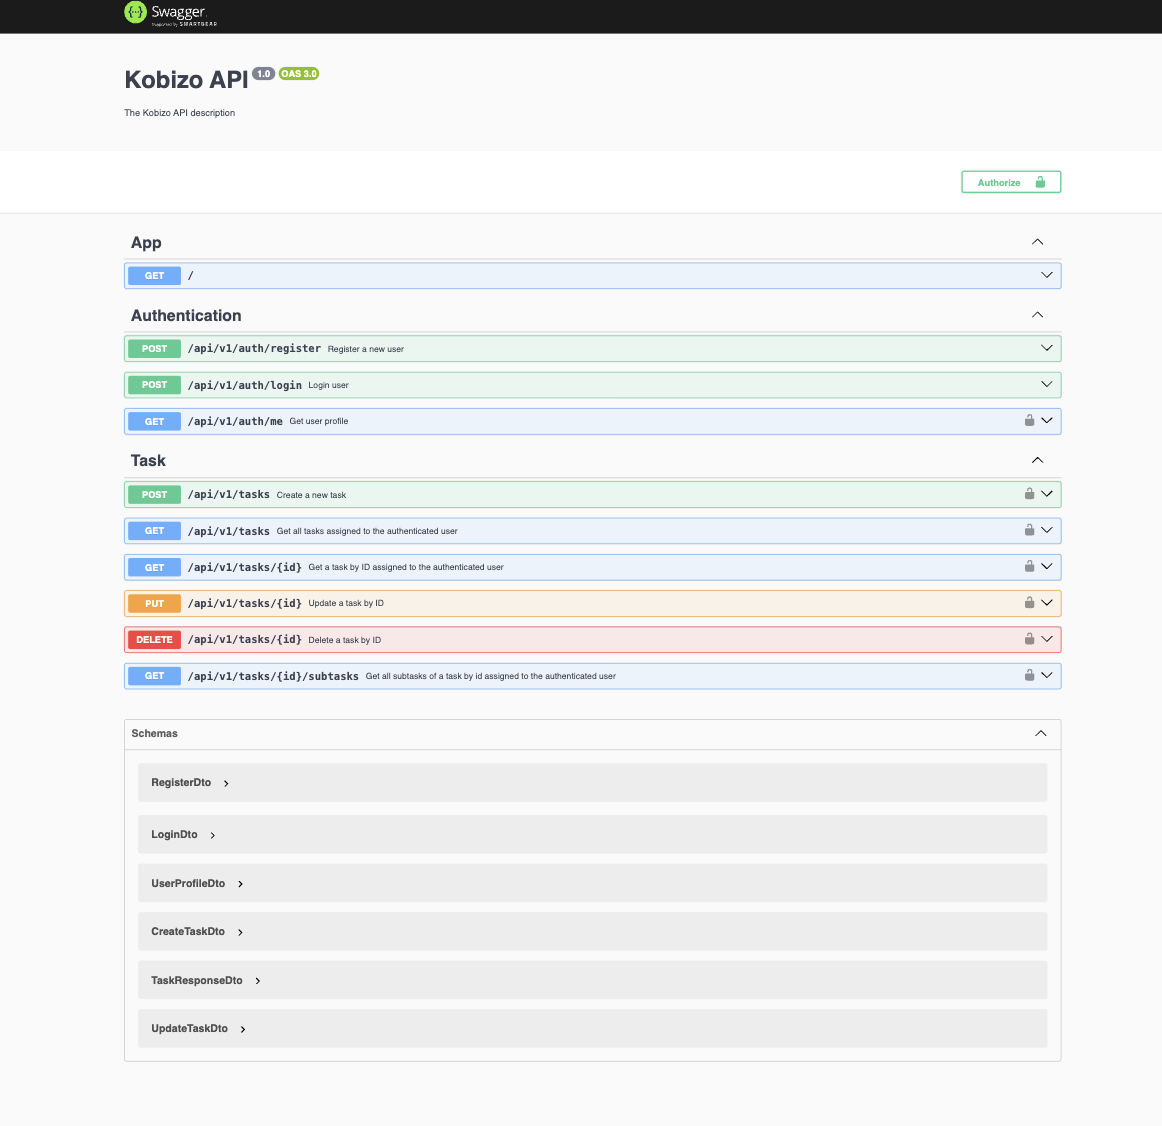 Swagger
Supported by SMARTBEAR
Kobizo API 1.0 OAS 3.0
The Kobizo API description
Authorize
App
GET /
Authentication
POST /api/v1/auth/register Register a new user
POST /api/v1/auth/login Login user
GET /api/v1/auth/me Get user profile
Task
POST /api/v1/tasks Create a new task
GET /api/v1/tasks Get all tasks assigned to the authenticated user
GET /api/v1/tasks/{id} Get a task by ID assigned to the authenticated user
PUT /api/v1/tasks/{id} Update a task by ID
DELETE /api/v1/tasks/{id} Delete a task by ID
GET /api/v1/tasks/{id}/subtasks Get all subtasks of a task by id assigned to the authenticated user
Schemas
RegisterDto
LoginDto
UserProfileDto
CreateTaskDto
TaskResponseDto
UpdateTaskDto